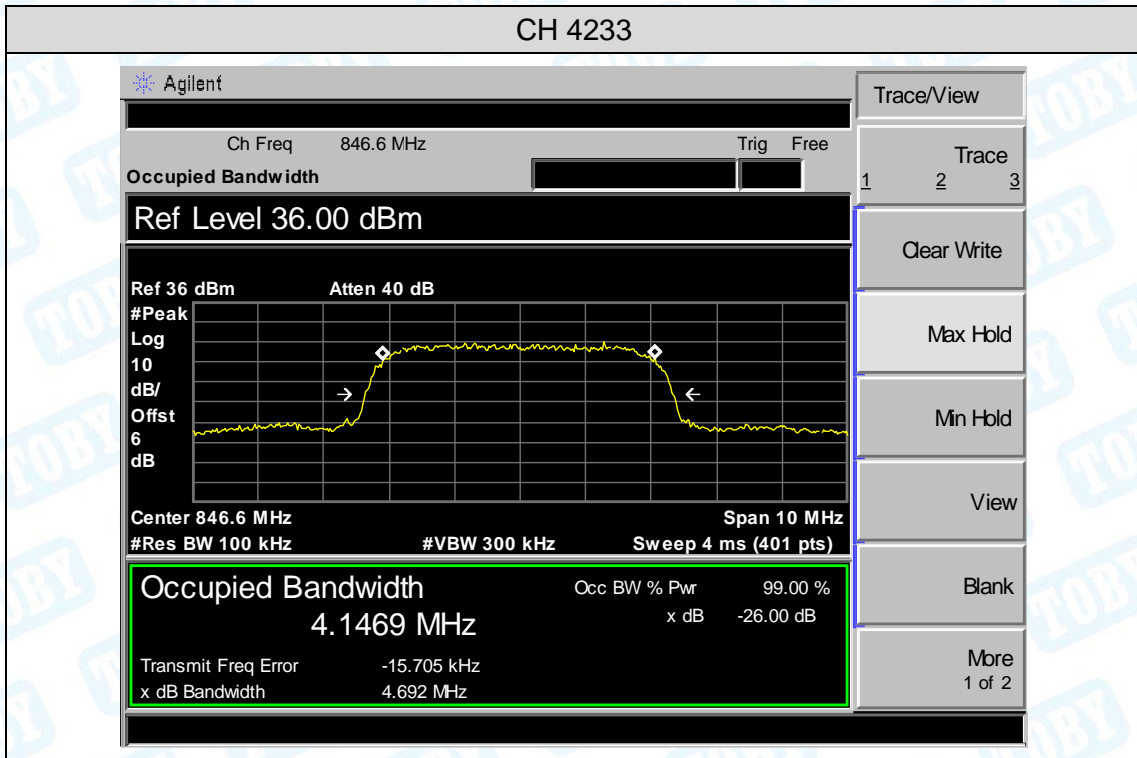 CH 4233
Agilent
Trace/View
Ch Freq 846.6 MHz Trig Free
Occupied Bandwidth
Trace
1 2 3
Ref Level 36.00 dBm
Clear Write
Ref 36 dBm Atten 40 dB
#Peak
Log
10
dB/
Offst
6
dB
Max Hold
Min Hold
View
Center 846.6 MHz Span 10 MHz
#Res BW 100 kHz #VBW 300 kHz Sweep 4 ms (401 pts)
Occupied Bandwidth
4.1469 MHz
Occ BW % Pwr 99.00 %
x dB -26.00 dB
Transmit Freq Error -15.705 kHz
x dB Bandwidth 4.692 MHz
Blank
More
1 of 2
TOBY